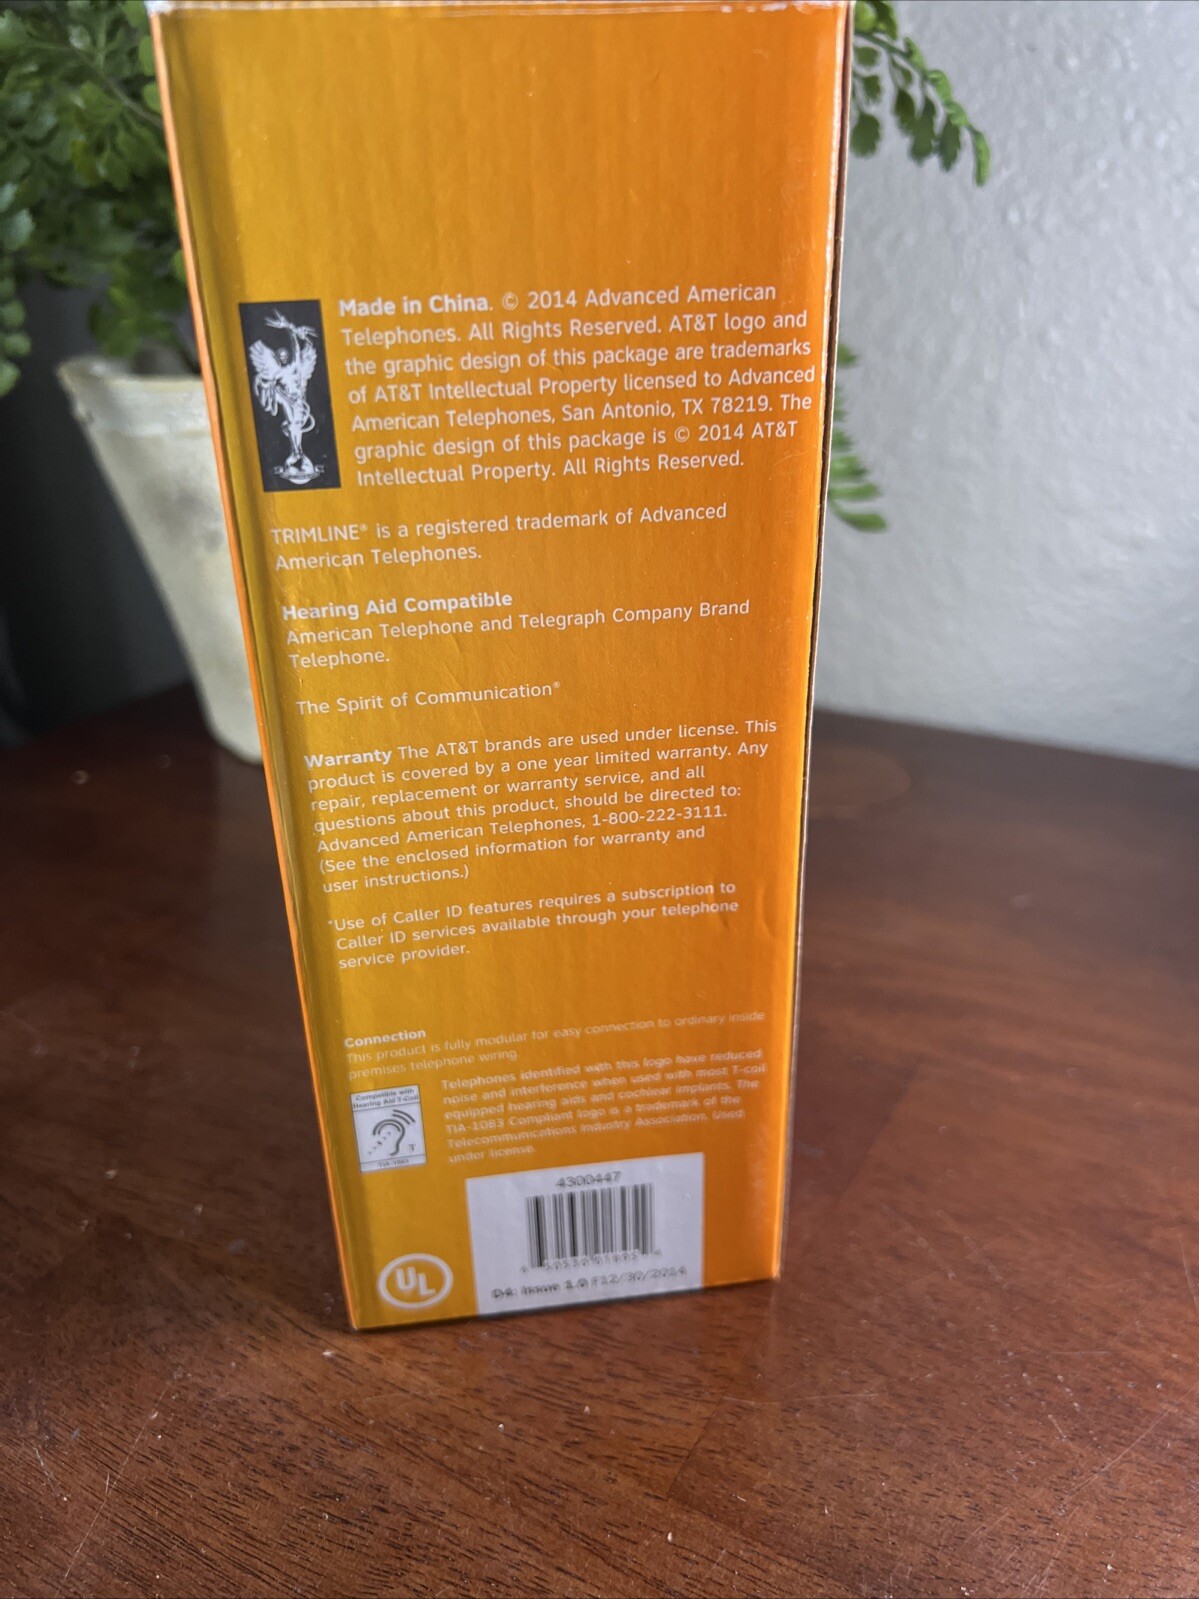 Made in China. © 2014 Advanced American
Telephones. All Rights Reserved. AT&T logo and
the graphic design of this package are trademarks
of AT&T Intellectual Property licensed to Advanced
American Telephones, San Antonio, TX 78219. The
graphic design of this package is © 2014 AT&T
Intellectual Property. All Rights Reserved.
TRIMLINE® is a registered trademark of Advanced
American Telephones.
Hearing Aid Compatible
American Telephone and Telegraph Company Brand
Telephone.
The Spirit of Communication®
Warranty The AT&T brands are used under license. This
product is covered by a one year limited warranty. Any
repair, replacement or warranty service, and all
questions about this product, should be directed to:
Advanced American Telephones, 1-800-222-3111.
(See the enclosed information for warranty and
user instructions.)
*Use of Caller ID features requires a subscription to
Caller ID services available through your telephone
service provider.
Connection
This product is fully modular for easy connection to ordinary inside
premises telephone wiring.
Compatible with
Hearing Aid T-Coil
T
TIA-1083
Telephones identified with this logo have reduced
noise and interference when used with most T-coil
equipped hearing aids and cochlear implants. The
TIA-1083 Compliant logo is a trademark of the
Telecommunications Industry Association. Used
under license.
4300447
04: Issue 1.0 12/30/2014
UL